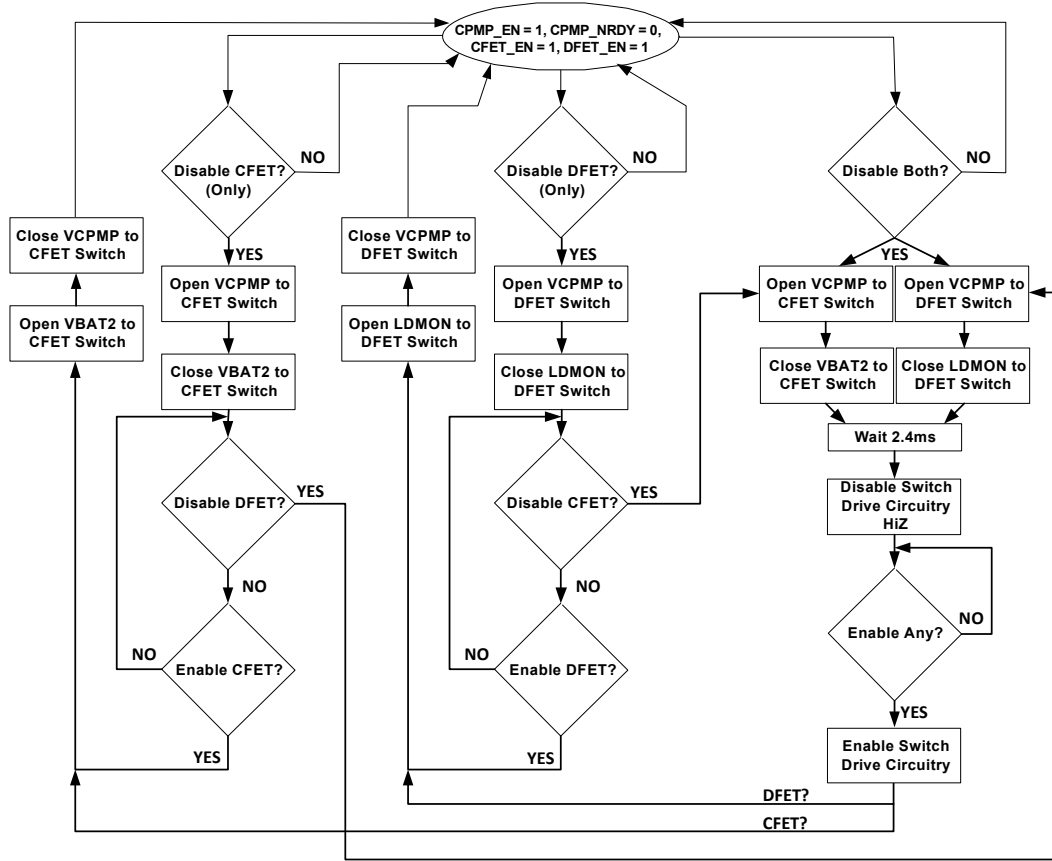 CPMP_EN = 1, CPMP_NRDY = 0,
CFET_EN = 1, DFET_EN = 1
Disable CFET?
(Only)
NO
YES
Close VCPMP to
CFET Switch
Open VBAT2 to
CFET Switch
Open VCPMP to
CFET Switch
Close VBAT2 to
CFET Switch
Disable DFET?
YES
NO
Enable CFET?
NO
YES
Disable DFET?
(Only)
NO
YES
Close VCPMP to
DFET Switch
Open LDMON to
DFET Switch
Open VCPMP to
DFET Switch
Close LDMON to
DFET Switch
Disable CFET?
YES
NO
Enable DFET?
NO
YES
Disable Both?
NO
YES
Open VCPMP to
CFET Switch
Open VCPMP to
DFET Switch
Close VBAT2 to
CFET Switch
Close LDMON to
DFET Switch
Wait 2.4ms
Disable Switch
Drive Circuitry
HiZ
Enable Any?
NO
YES
Enable Switch
Drive Circuitry
DFET?
CFET?